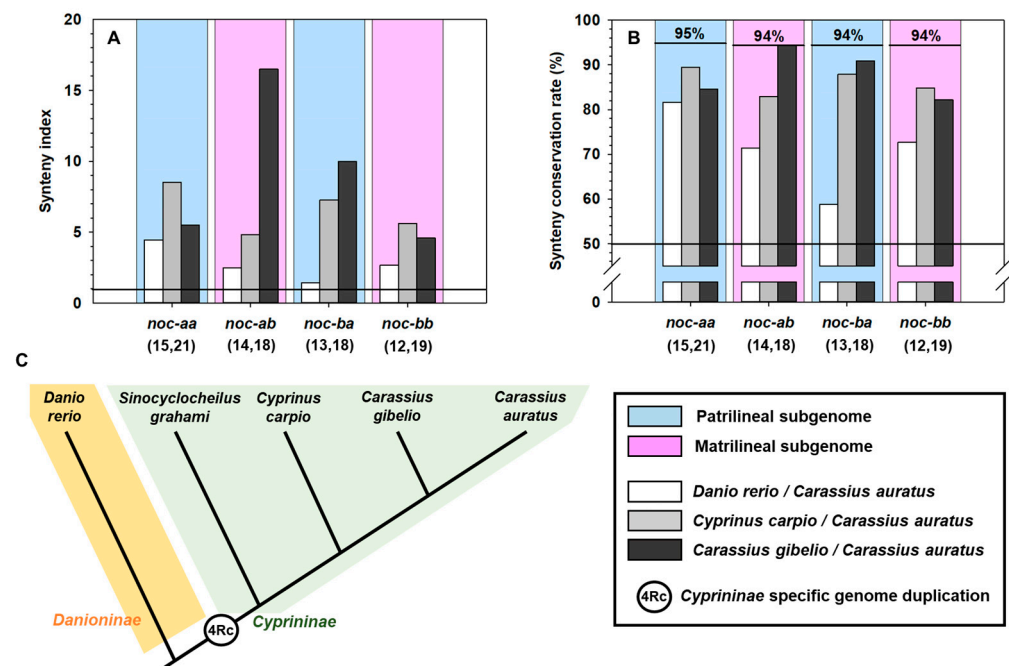 A
Synteny index
20
15
10
5
0
noc-aa noc-ab noc-ba noc-bb
(15,21) (14,18) (13,18) (12,19)
B
Synteny conservation rate (%)
100
90
80
70
60
50
0
95% 94% 94% 94%
noc-aa noc-ab noc-ba noc-bb
(15,21) (14,18) (13,18) (12,19)
C
Danio
rerio
Sinocyclocheilus
grahami
Cyprinus
carpio
Carassius
gibelio
Carassius
auratus
Danioninae
4Rc
Cyprininae
Patrilineal subgenome
Matrilineal subgenome
Danio rerio / Carassius auratus
Cyprinus carpio / Carassius auratus
Carassius gibelio / Carassius auratus
4Rc Cyprininae specific genome duplication